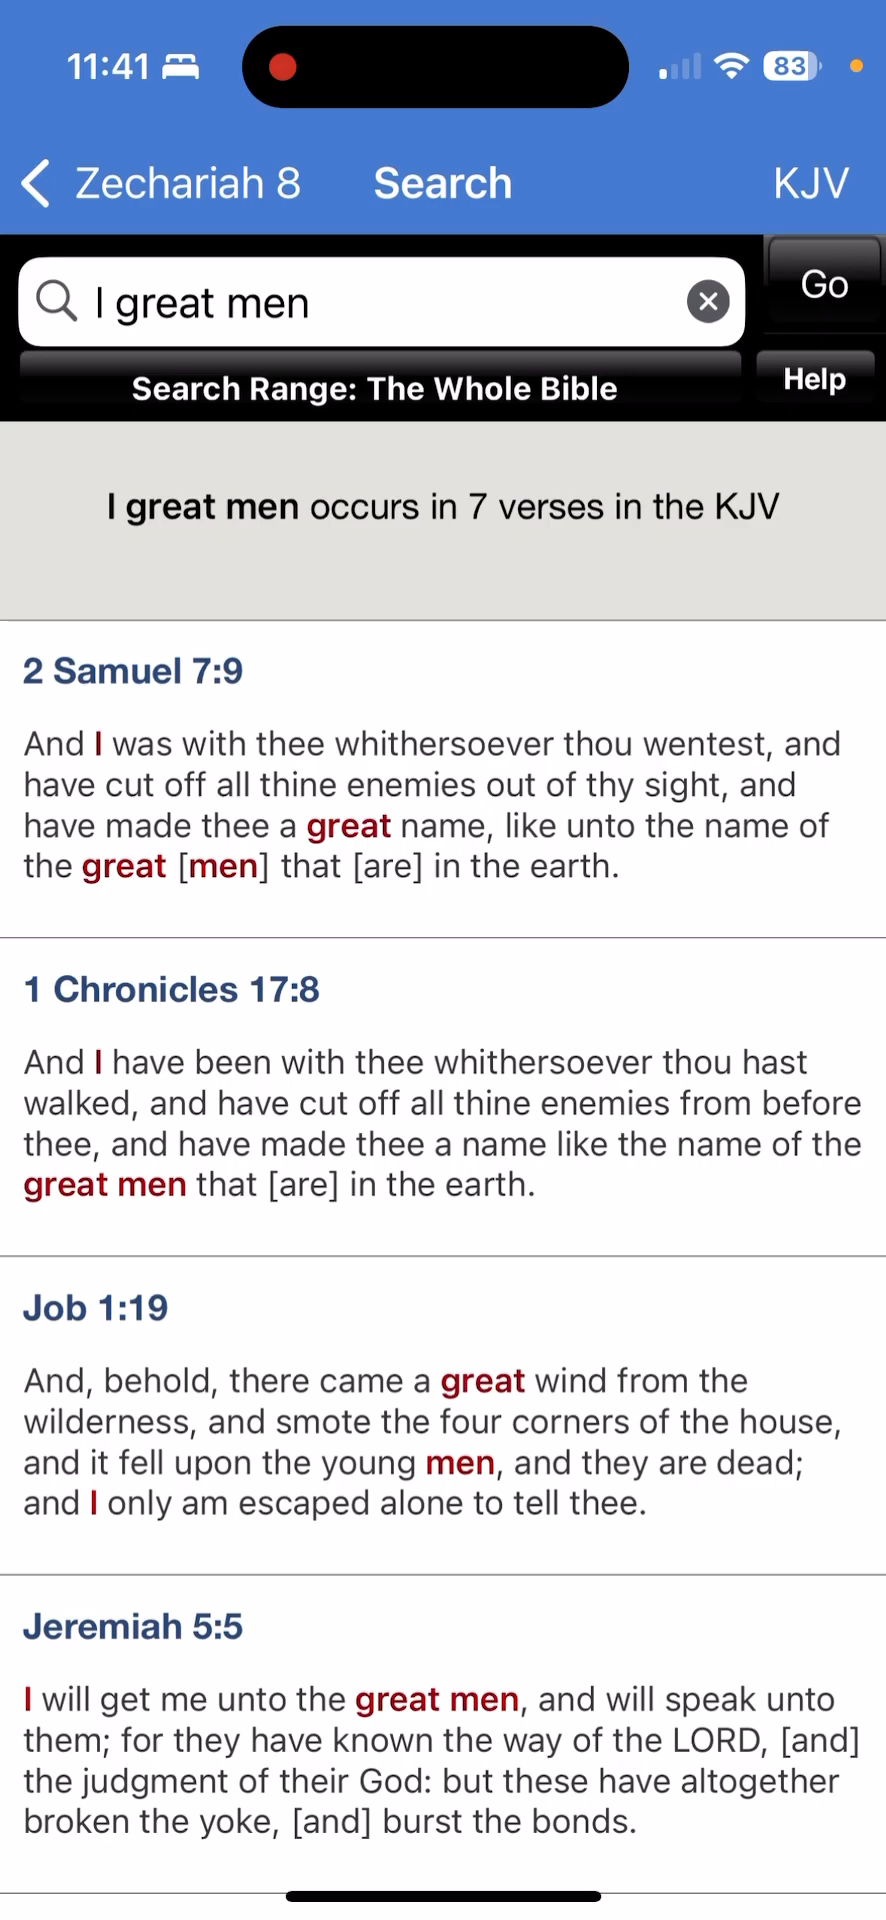 11:41
83
Zechariah 8 Search KJV
I great men
Go
Search Range: The Whole Bible
Help
I great men occurs in 7 verses in the KJV
2 Samuel 7:9
And I was with thee whithersoever thou wentest, and
have cut off all thine enemies out of thy sight, and
have made thee a great name, like unto the name of
the great [men] that [are] in the earth.
1 Chronicles 17:8
And I have been with thee whithersoever thou hast
walked, and have cut off all thine enemies from before
thee, and have made thee a name like the name of the
great men that [are] in the earth.
Job 1:19
And, behold, there came a great wind from the
wilderness, and smote the four corners of the house,
and it fell upon the young men, and they are dead;
and I only am escaped alone to tell thee.
Jeremiah 5:5
I will get me unto the great men, and will speak unto
them; for they have known the way of the LORD, [and]
the judgment of their God: but these have altogether
broken the yoke, [and] burst the bonds.